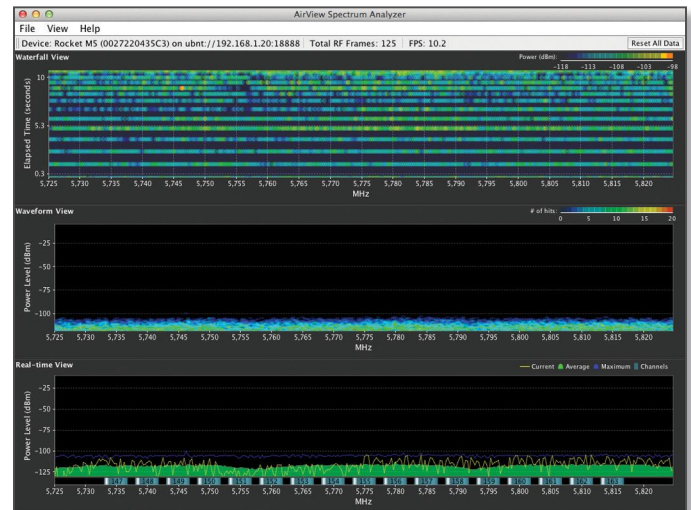 AirView Spectrum Analyzer
File View Help
Device: Rocket M5 (0027220435C3) on ubnt://192.168.1.20:18888 Total RF Frames: 125 FPS: 10.2 Reset All Data
Waterfall View Power (dBm):
-118 -113 -108 -103 -98
10
5.3
0.3
Elapsed Time (seconds)
5,725 5,730 5,735 5,740 5,745 5,750 5,755 5,760 5,765 5,770 5,775 5,780 5,785 5,790 5,795 5,800 5,805 5,810 5,815 5,820
MHz
Waveform View # of hits:
0 5 10 15 20
-25
-50
-75
-100
Power Level (dBm)
5,725 5,730 5,735 5,740 5,745 5,750 5,755 5,760 5,765 5,770 5,775 5,780 5,785 5,790 5,795 5,800 5,805 5,810 5,815 5,820
MHz
Real-time View Current Average Maximum Channels
-25
-50
-75
-100
-125
Power Level (dBm)
147 148 149 150 151 152 153 154 155 156 157 158 159 160 161 162 163
5,725 5,730 5,735 5,740 5,745 5,750 5,755 5,760 5,765 5,770 5,775 5,780 5,785 5,790 5,795 5,800 5,805 5,810 5,815 5,820
MHz